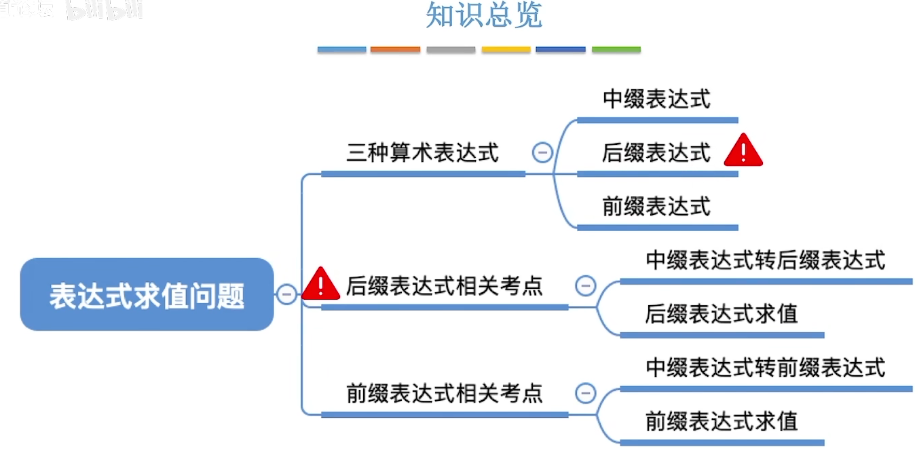 bilibili
知识总览
中缀表达式
三种算术表达式
后缀表达式
前缀表达式
中缀表达式转后缀表达式
表达式求值问题
后缀表达式相关考点
后缀表达式求值
中缀表达式转前缀表达式
前缀表达式相关考点
前缀表达式求值